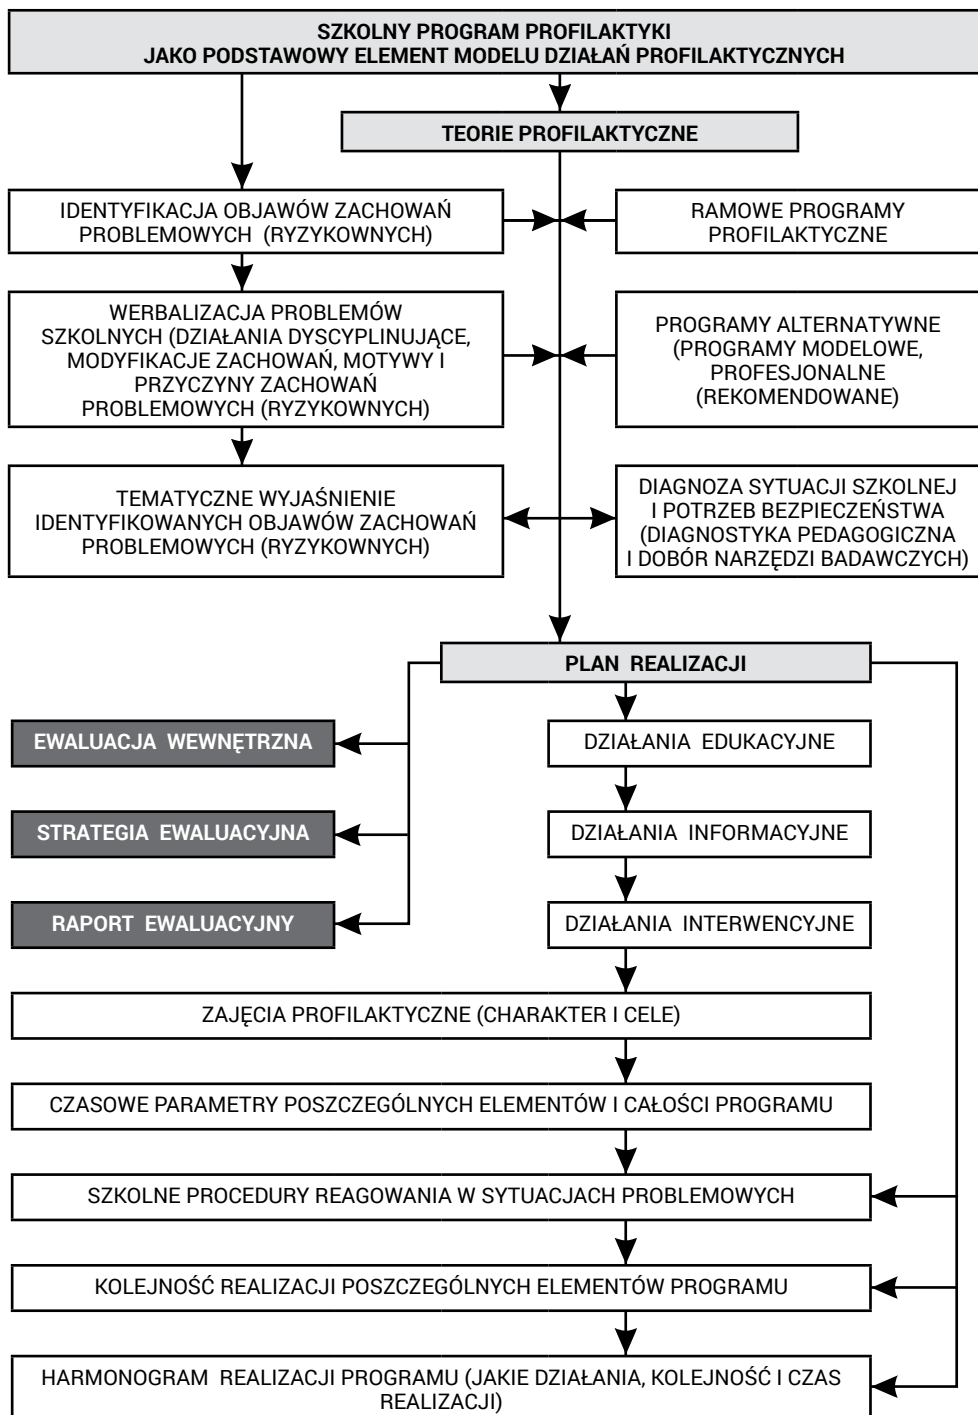 SZKOLNY PROGRAM PROFILAKTYKI
JAKO PODSTAWOWY ELEMENT MODELU DZIAŁAŃ PROFILAKTYCZNYCH
TEORIE PROFILAKTYCZNE
IDENTYFIKACJA OBJAWÓW ZACHOWAŃ
PROBLEMOWYCH (RYZYKOWNYCH)
RAMOWE PROGRAMY
PROFILAKTYCZNE
WERBALIZACJA PROBLEMÓW
SZKOLNYCH (DZIAŁANIA DYSCYPLINUJĄCE,
MODYFIKACJE ZACHOWAŃ, MOTYWY I
PRZYCZYNY ZACHOWAŃ
PROBLEMOWYCH (RYZYKOWNYCH)
PROGRAMY ALTERNATYWNE
(PROGRAMY MODELOWE,
PROFESJONALNE
(REKOMENDOWANE)
TEMATYCZNE WYJAŚNIENIE
IDENTYFIKOWANYCH OBJAWÓW ZACHOWAŃ
PROBLEMOWYCH (RYZYKOWNYCH)
DIAGNOZA SYTUACJI SZKOLNEJ
I POTRZEB BEZPIECZEŃSTWA
(DIAGNOSTYKA PEDAGOGICZNA
I DOBÓR NARZĘDZI BADAWCZYCH)
PLAN REALIZACJI
EWALUACJA WEWNĘTRZNA
DZIAŁANIA EDUKACYJNE
STRATEGIA EWALUACYJNA
DZIAŁANIA INFORMACYJNE
RAPORT EWALUACYJNY
DZIAŁANIA INTERWENCYJNE
ZAJĘCIA PROFILAKTYCZNE (CHARAKTER I CELE)
CZASOWE PARAMETRY POSZCZEGÓLNYCH ELEMENTÓW I CAŁOŚCI PROGRAMU
SZKOLNE PROCEDURY REAGOWANIA W SYTUACJACH PROBLEMOWYCH
KOLEJNOŚĆ REALIZACJI POSZCZEGÓLNYCH ELEMENTÓW PROGRAMU
HARMONOGRAM REALIZACJI PROGRAMU (JAKIE DZIAŁANIA, KOLEJNOŚĆ I CZAS
REALIZACJI)